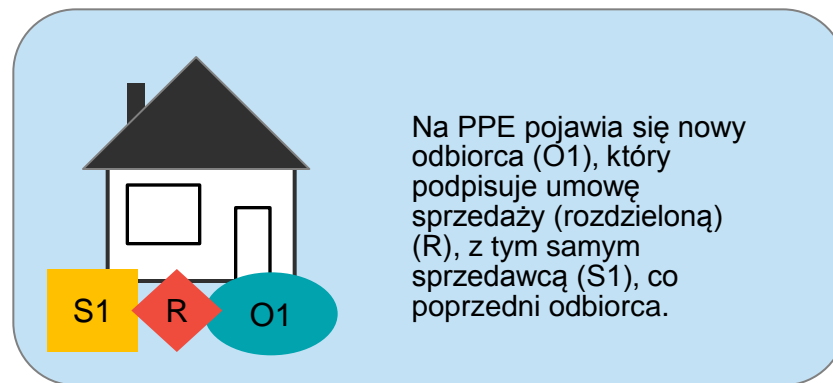 Na PPE pojawia się nowy
odbiorca (O1), który
podpisuje umowę
sprzedaży (rozdzieloną)
(R), z tym samym
sprzedawcą (S1), co
poprzedni odbiorca.
S1
R
O1